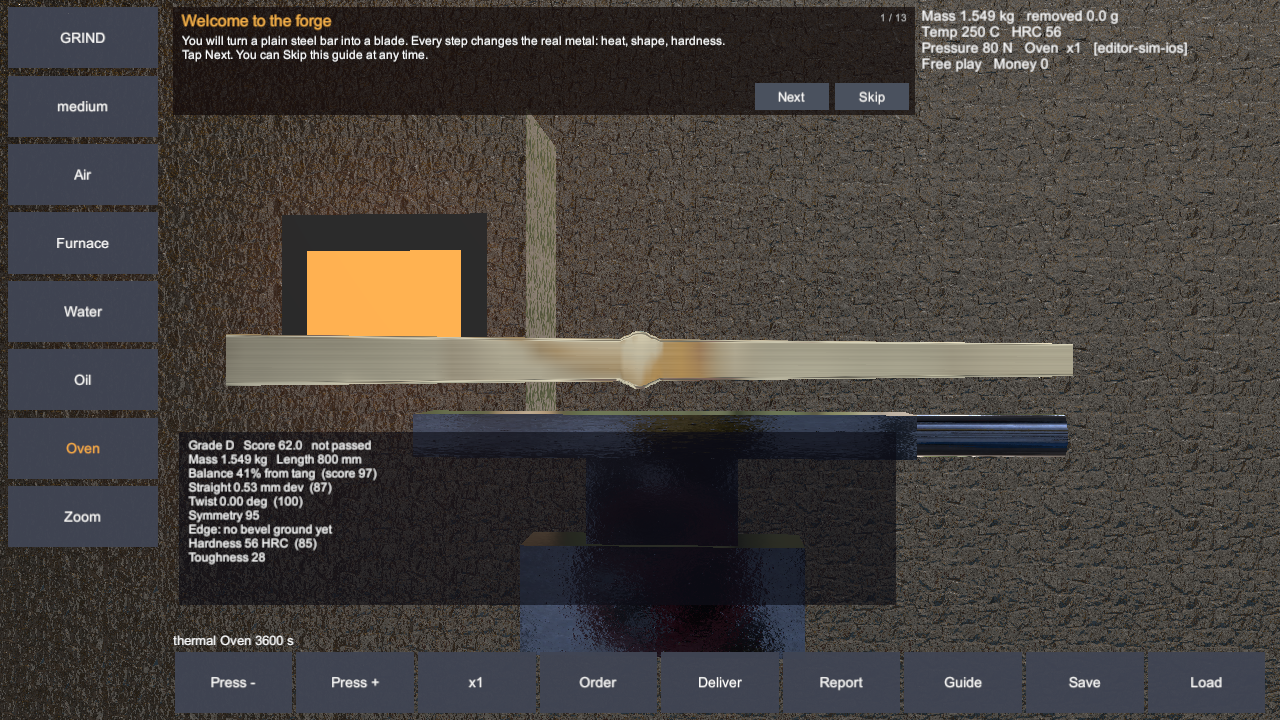 GRIND
medium
Air
Furnace
Water
Oil
Oven
Zoom
Welcome to the forge
1 / 13
You will turn a plain steel bar into a blade. Every step changes the real metal: heat, shape, hardness.
Tap Next. You can Skip this guide at any time.
Next
Skip
Mass 1.549 kg removed 0.0 g
Temp 250 C HRC 56
Pressure 80 N Oven x1 [editor-sim-ios]
Free play Money 0
Grade D Score 62.0 not passed
Mass 1.549 kg Length 800 mm
Balance 41% from tang (score 97)
Straight 0.53 mm dev (87)
Twist 0.00 deg (100)
Symmetry 95
Edge: no bevel ground yet
Hardness 56 HRC (85)
Toughness 28
thermal Oven 3600 s
Press -
Press +
x1
Order
Deliver
Report
Guide
Save
Load